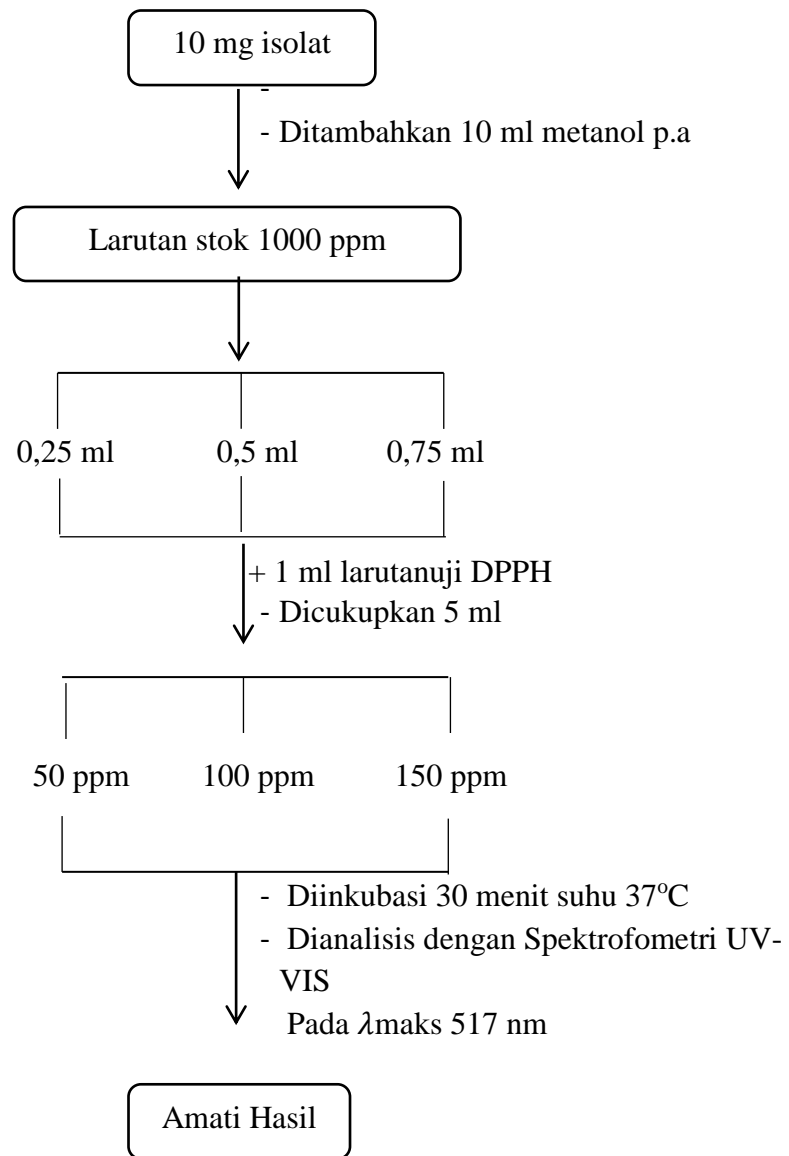 10 mg isolat
-
- Ditambahkan 10 ml metanol p.a
Larutan stok 1000 ppm
0,25 ml 0,5 ml 0,75 ml
+ 1 ml larutanuji DPPH
- Dicukupkan 5 ml
50 ppm 100 ppm 150 ppm
- Diinkubasi 30 menit suhu 37°C
- Dianalisis dengan Spektrofometri UV-
VIS
Pada λmaks 517 nm
Amati Hasil